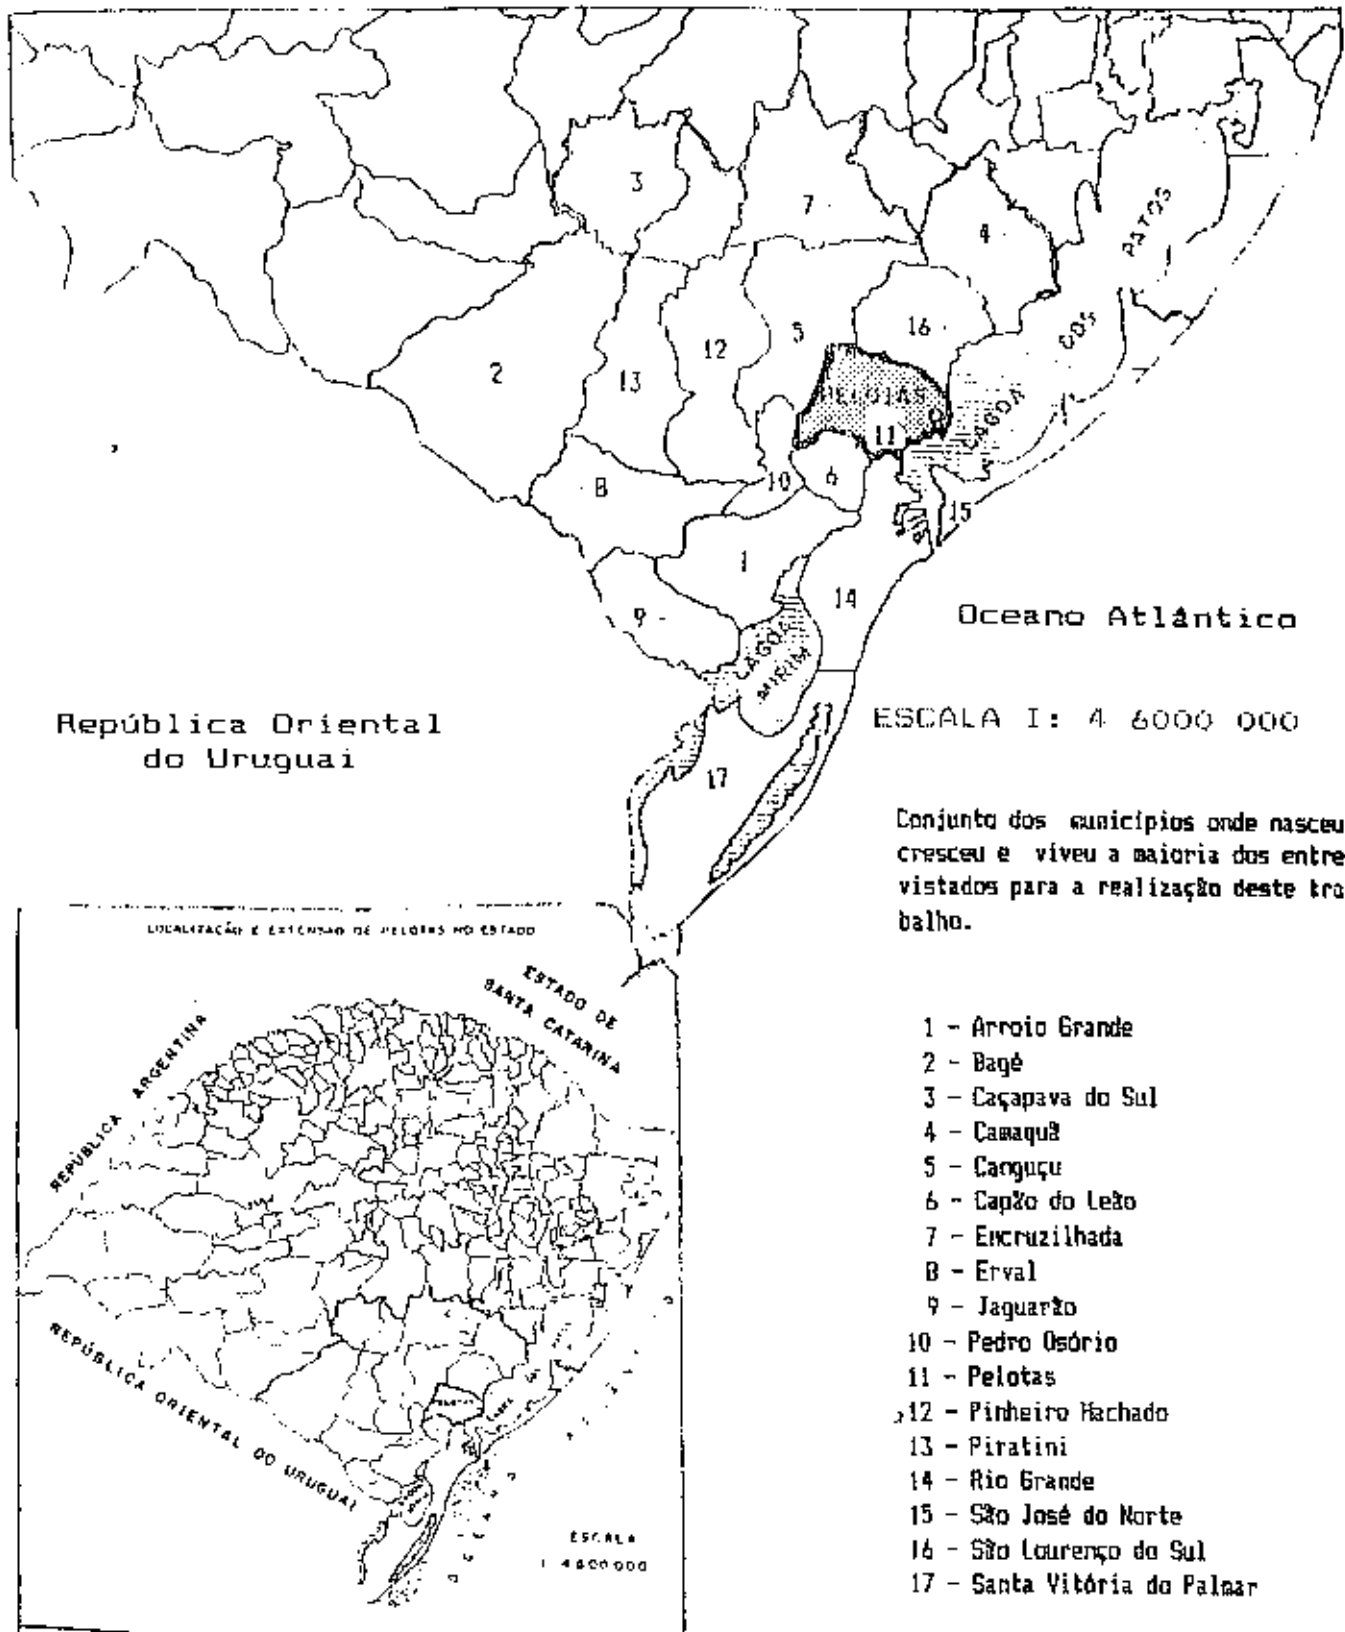 3
7
4
PATOS
16
5
12
DOS
2
13
PELOTAS
11
LAGOA
8
10
6
15
1
14
9
Oceano Atlântico
LAGOA
MIRIM
República Oriental
do Uruguai
ESCALA I: 4 6000 000
17
Conjunto dos municípios onde nasceu
cresceu e viveu a maioria dos entre
vistados para a realização deste tra
balho.
LOCALIZAÇÃO E EXTENSÃO DE PELOTAS NO ESTADO
ESTADO DE
SANTA CATARINA
REPÚBLICA ARGENTINA
REPÚBLICA ORIENTAL DO URUGUAI
ESCALA
1 4600000
1 - Arroio Grande
2 - Bagé
3 - Caçapava do Sul
4 - Camaquã
5 - Canguçu
6 - Capão do Leão
7 - Encruzilhada
8 - Erval
9 - Jaguarão
10 - Pedro Osório
11 - Pelotas
12 - Pinheiro Machado
13 - Piratini
14 - Rio Grande
15 - São José do Norte
16 - São Lourenço do Sul
17 - Santa Vitória do Palmar